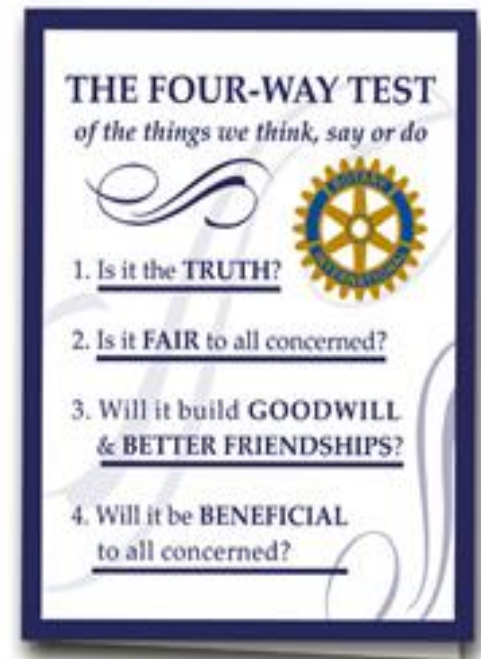 THE FOUR-WAY TEST
of the things we think, say or do
ROTARY
INTERNATIONAL
1. Is it the TRUTH?
2. Is it FAIR to all concerned?
3. Will it build GOODWILL
& BETTER FRIENDSHIPS?
4. Will it be BENEFICIAL
to all concerned?